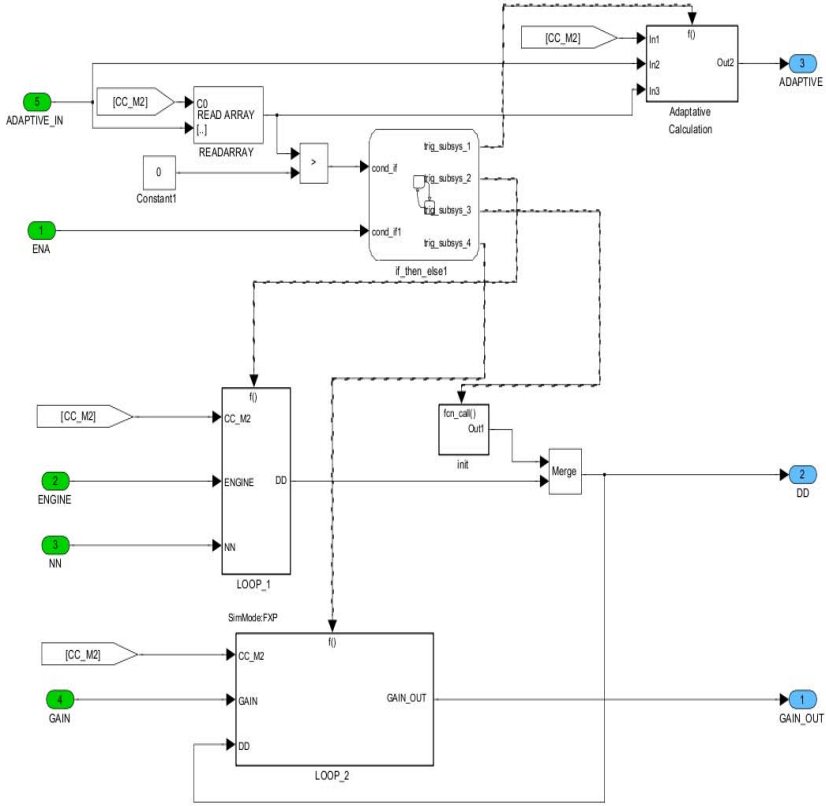 [CC_M2]
f()
In1
In2
In3
Out2
3
ADAPTIVE
Adaptative
Calculation
5
ADAPTIVE_IN
[CC_M2]
C0
READ ARRAY
[..]
READARRAY
0
Constant1
>
cond_if
cond_if1
trig_subsys_1
trig_subsys_2
trig_subsys_3
trig_subsys_4
if_then_else1
1
ENA
[CC_M2]
f()
CC_M2
ENGINE
NN
DD
LOOP_1
2
ENGINE
3
NN
fcn_call()
Out1
init
Merge
2
DD
SimMode:FXP
[CC_M2]
f()
CC_M2
GAIN
DD
GAIN_OUT
LOOP_2
4
GAIN
1
GAIN_OUT